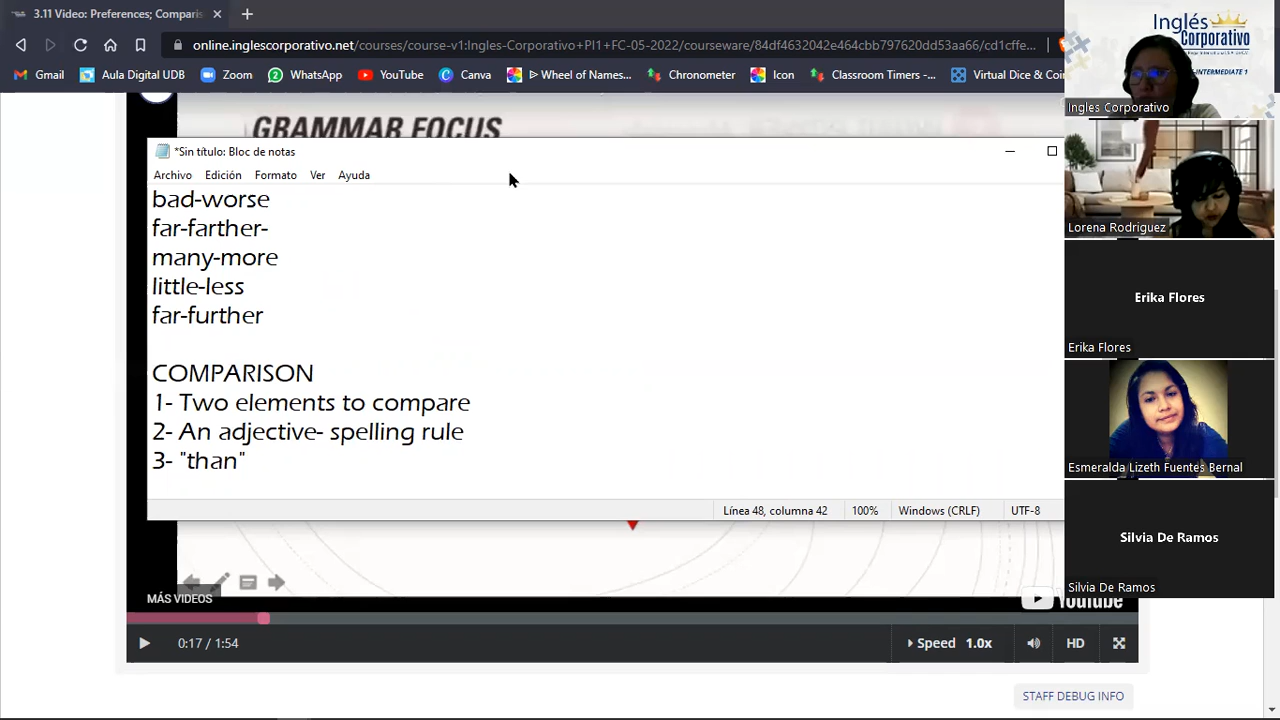 3.11 Video: Preferences; Comparis
online.inglescorporativo.net/courses/course-v1:Ingles-Corporativo+PI1+FC-05-2022/courseware/84df4632042e464cbb797620dd533b66/cd1cffe...
Gmail
Aula Digital UDB
Zoom
WhatsApp
YouTube
Canva
ᐅ Wheel of Names...
Chronometer
Icon
Classroom Timers -...
Virtual Dice & Coi
GRAMMAR FOCUS
*Sin título: Bloc de notas
Archivo Edición Formato Ver Ayuda
bad-worse
far-farther-
many-more
little-less
far-further
COMPARISON
1- Two elements to compare
2- An adjective- spelling rule
3- "than"
Línea 48, columna 42
100%
Windows (CRLF)
UTF-8
MÁS VIDEOS
YouTube
0:17 / 1:54
Speed 1.0x
HD
STAFF DEBUG INFO
Inglés
Corporativo
-INTERMEDIATE 1
Ingles Corporativo
Lorena Rodriguez
Erika Flores
Erika Flores
Esmeralda Lizeth Fuentes Bernal
Silvia De Ramos
Silvia De Ramos